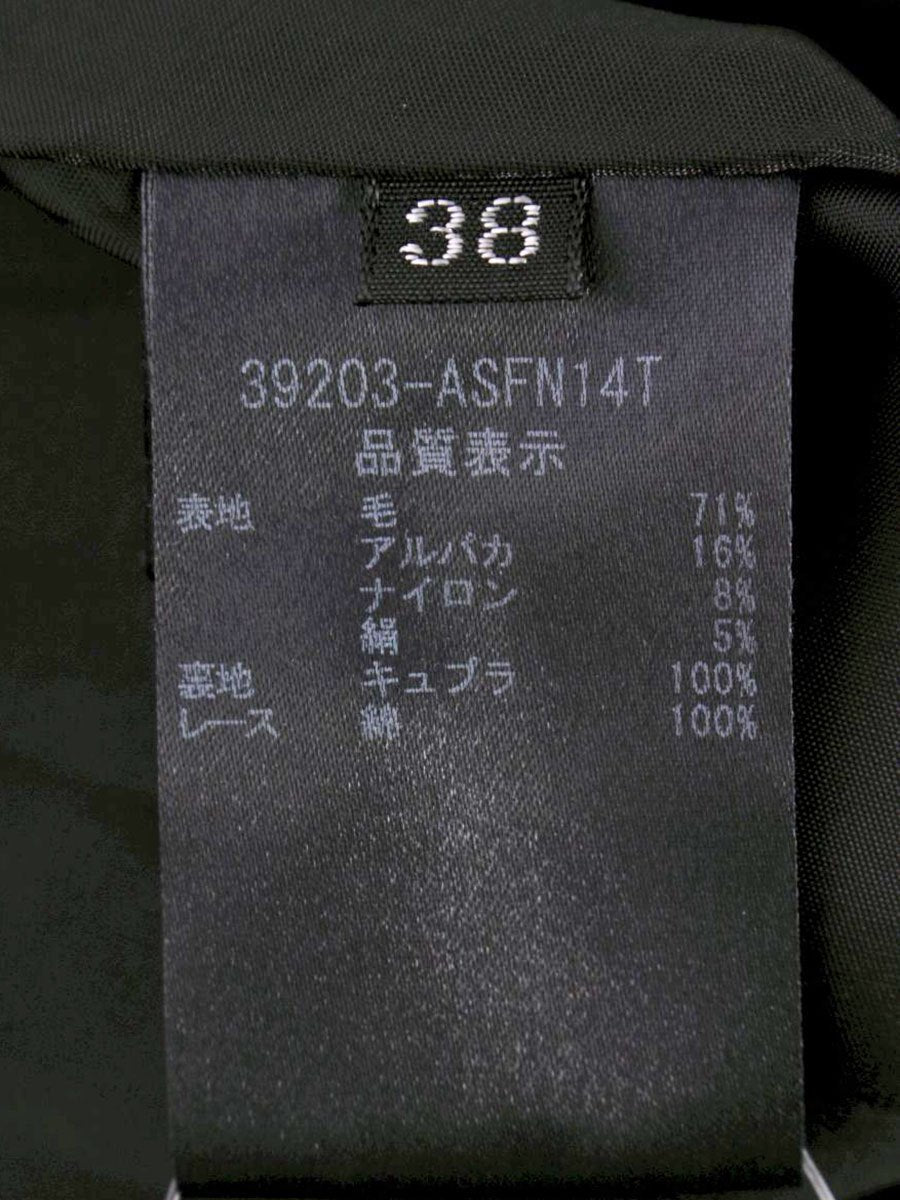 38
39203-ASFN14T
品質表示
表地 毛 71%
アルパカ 16%
ナイロン 8%
絹 5%
裏地 キュプラ 100%
レース 綿 100%